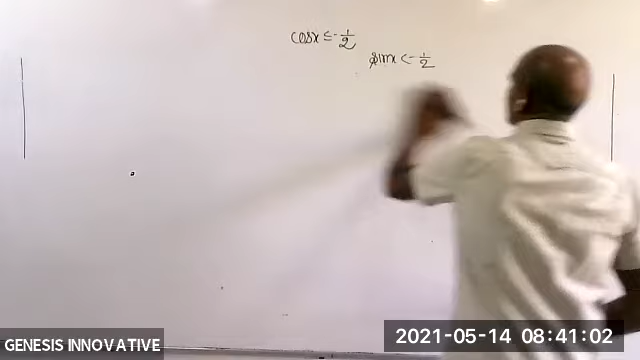 cosx ≤ -1/2
sinx < -1/2
GENESIS INNOVATIVE
2021-05-14 08:41:02